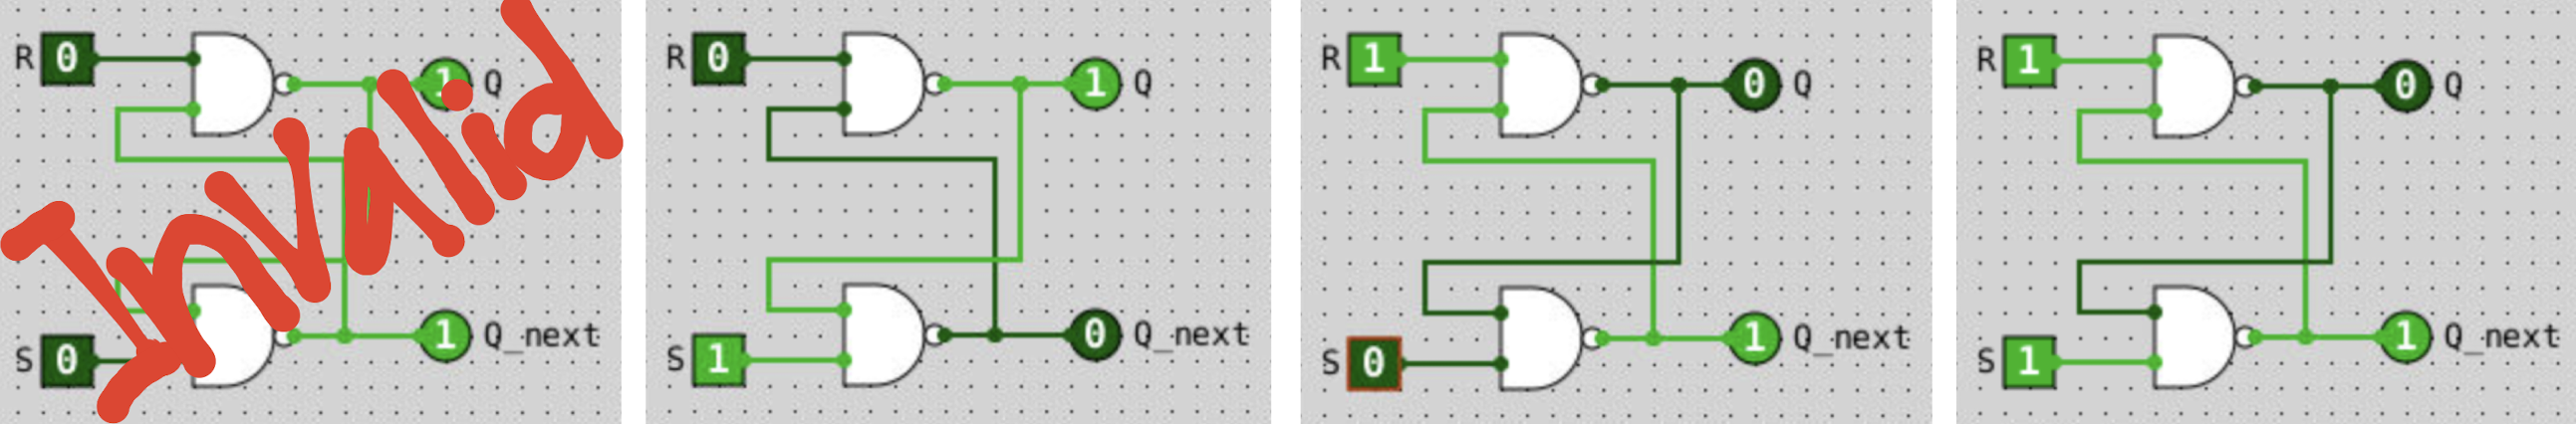 R 0 1 Q
Invalid
S 0 1 Q_next
R 0 1 Q
S 1 0 Q_next
R 1 0 Q
S 0 1 Q_next
R 1 0 Q
S 1 1 Q_next